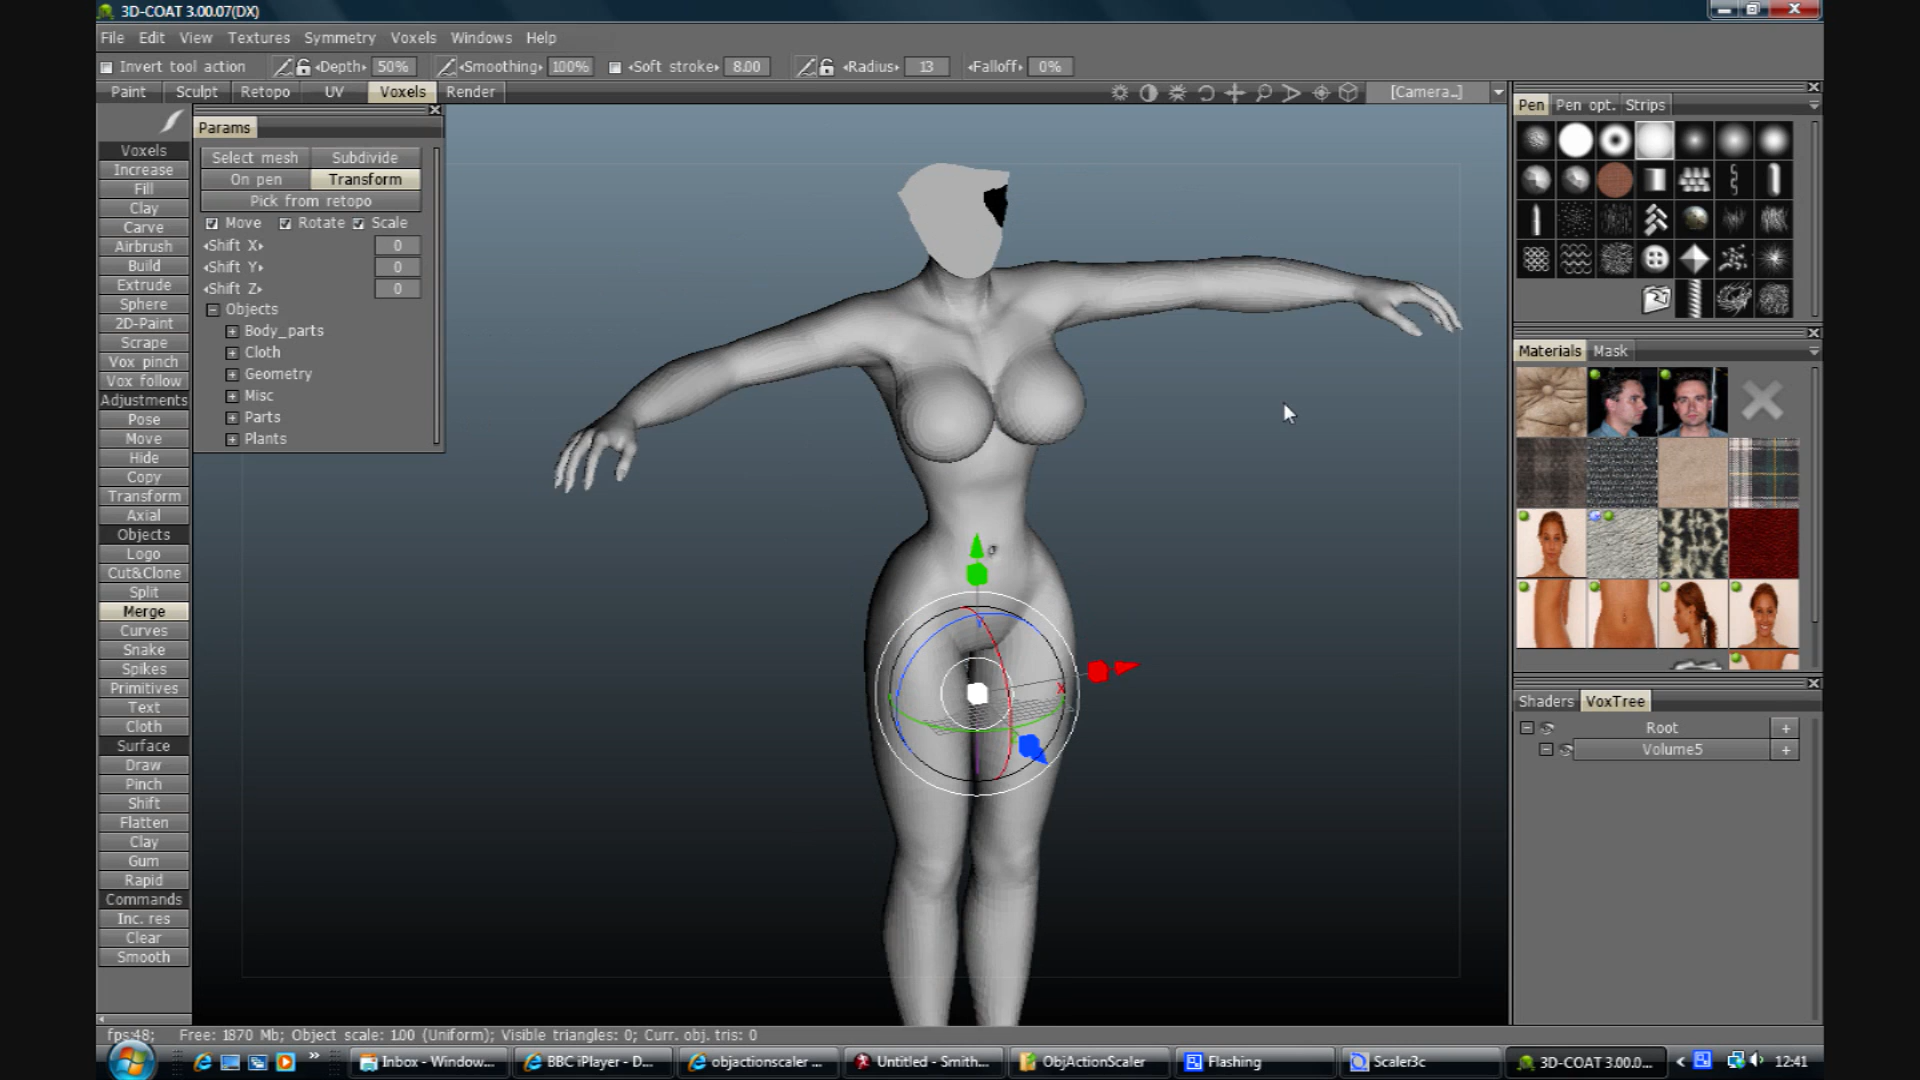 3D-COAT 3.00.07(DX)
File Edit View Textures Symmetry Voxels Windows Help
Invert tool action Depth 50% Smoothing 100% Soft stroke 8.00 Radius 13 Falloff 0%
Paint Sculpt Retopo UV Voxels Render [Camera..]
Params
Select mesh Subdivide
On pen Transform
Pick from retopo
Move Rotate Scale
Shift X 0
Shift Y 0
Shift Z 0
Objects
Body_parts
Cloth
Geometry
Misc
Parts
Plants
Voxels
Increase
Fill
Clay
Carve
Airbrush
Build
Extrude
Sphere
2D-Paint
Scrape
Vox pinch
Vox follow
Adjustments
Pose
Move
Hide
Copy
Transform
Axial
Objects
Logo
Cut&Clone
Split
Merge
Curves
Snake
Spikes
Primitives
Text
Cloth
Surface
Draw
Pinch
Shift
Flatten
Clay
Gum
Rapid
Commands
Inc. res
Clear
Smooth
Y
X
Pen Pen opt. Strips
Materials Mask
Shaders VoxTree
Root +
Volume5 +
fps:48; Free: 1870 Mb; Object scale: 1.00 (Uniform); Visible triangles: 0; Curr. obj. tris: 0
Inbox - Window... BBC iPlayer - D... objactionscaler ... Untitled - Smith... ObjActionScaler Flashing Scaler3c 3D-COAT 3.00.0... 12:41